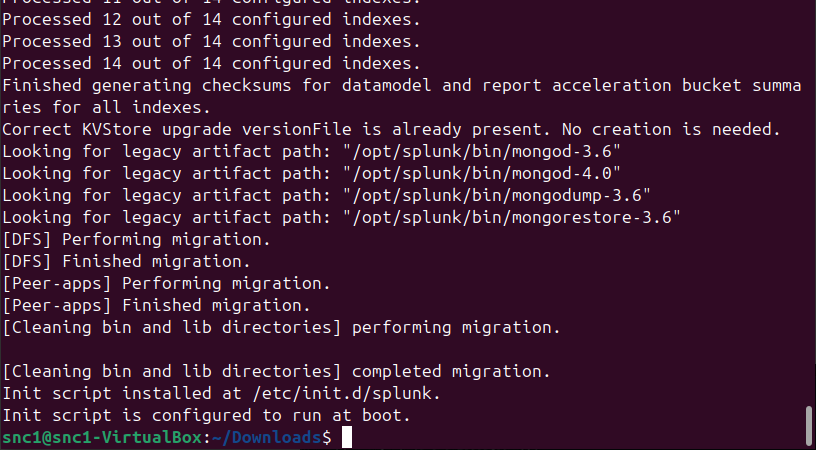 Processed 11 out of 14 configured indexes.
Processed 12 out of 14 configured indexes.
Processed 13 out of 14 configured indexes.
Processed 14 out of 14 configured indexes.
Finished generating checksums for datamodel and report acceleration bucket summa
ries for all indexes.
Correct KVStore upgrade versionFile is already present. No creation is needed.
Looking for legacy artifact path: "/opt/splunk/bin/mongod-3.6"
Looking for legacy artifact path: "/opt/splunk/bin/mongod-4.0"
Looking for legacy artifact path: "/opt/splunk/bin/mongodump-3.6"
Looking for legacy artifact path: "/opt/splunk/bin/mongorestore-3.6"
[DFS] Performing migration.
[DFS] Finished migration.
[Peer-apps] Performing migration.
[Peer-apps] Finished migration.
[Cleaning bin and lib directories] performing migration.
[Cleaning bin and lib directories] completed migration.
Init script installed at /etc/init.d/splunk.
Init script is configured to run at boot.
snc1@snc1-VirtualBox:~/Downloads$